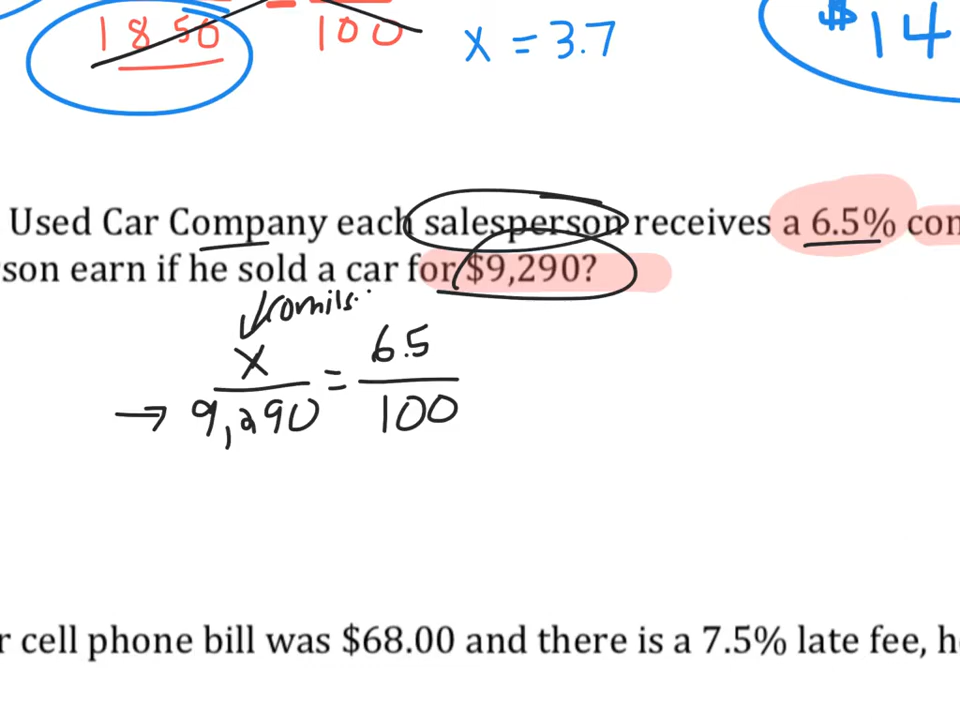 1850 = 100
x = 3.7
$14
Used Car Company each salesperson receives a 6.5% con
son earn if he sold a car for $9,290?
x = 6.5
→ 9,290 100
r cell phone bill was $68.00 and there is a 7.5% late fee, h